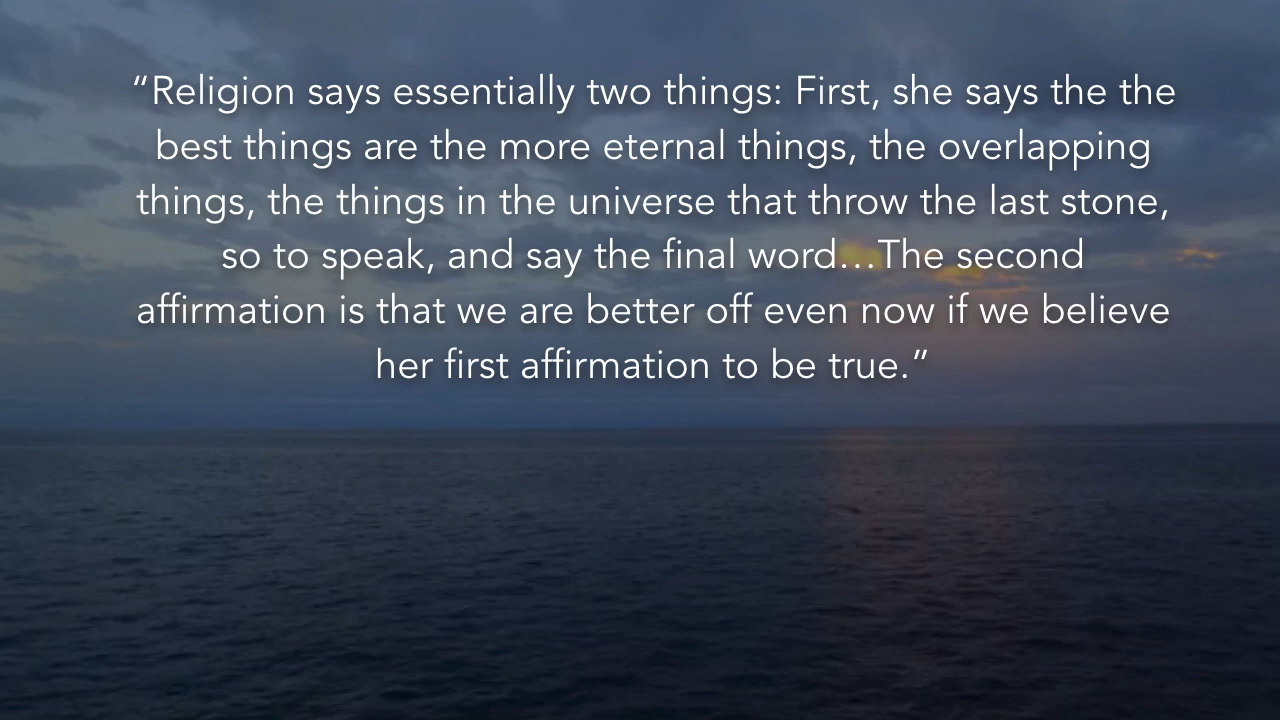 “Religion says essentially two things: First, she says the the
best things are the more eternal things, the overlapping
things, the things in the universe that throw the last stone,
so to speak, and say the final word…The second
affirmation is that we are better off even now if we believe
her first affirmation to be true.”